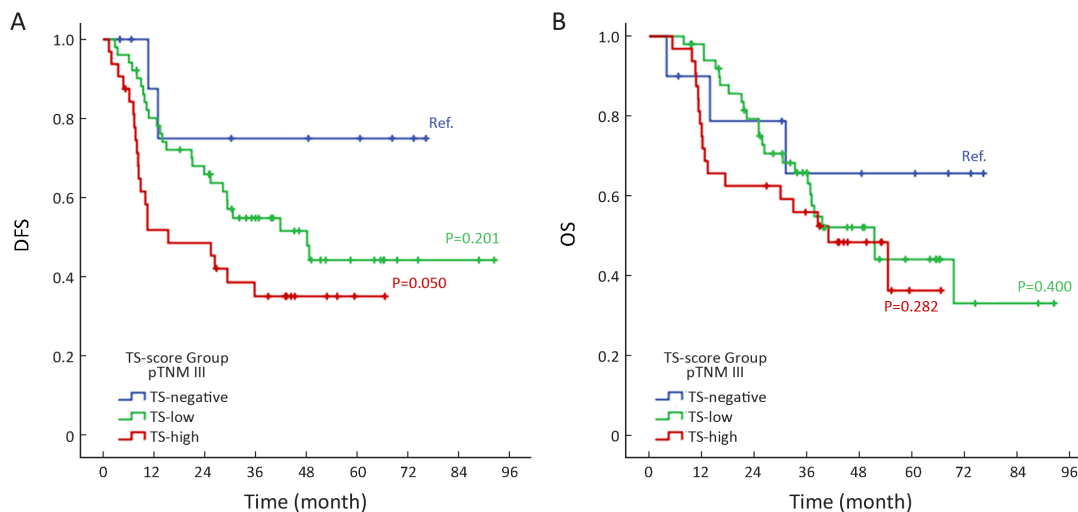 A
DFS
1.0
0.8
0.6
0.4
0.2
0
Ref.
P=0.201
P=0.050
TS-score Group
pTNM III
TS-negative
TS-low
TS-high
0 12 24 36 48 60 72 84 96
Time (month)
B
OS
1.0
0.8
0.6
0.4
0.2
0
Ref.
P=0.400
P=0.282
TS-score Group
pTNM III
TS-negative
TS-low
TS-high
0 12 24 36 48 60 72 84 96
Time (month)